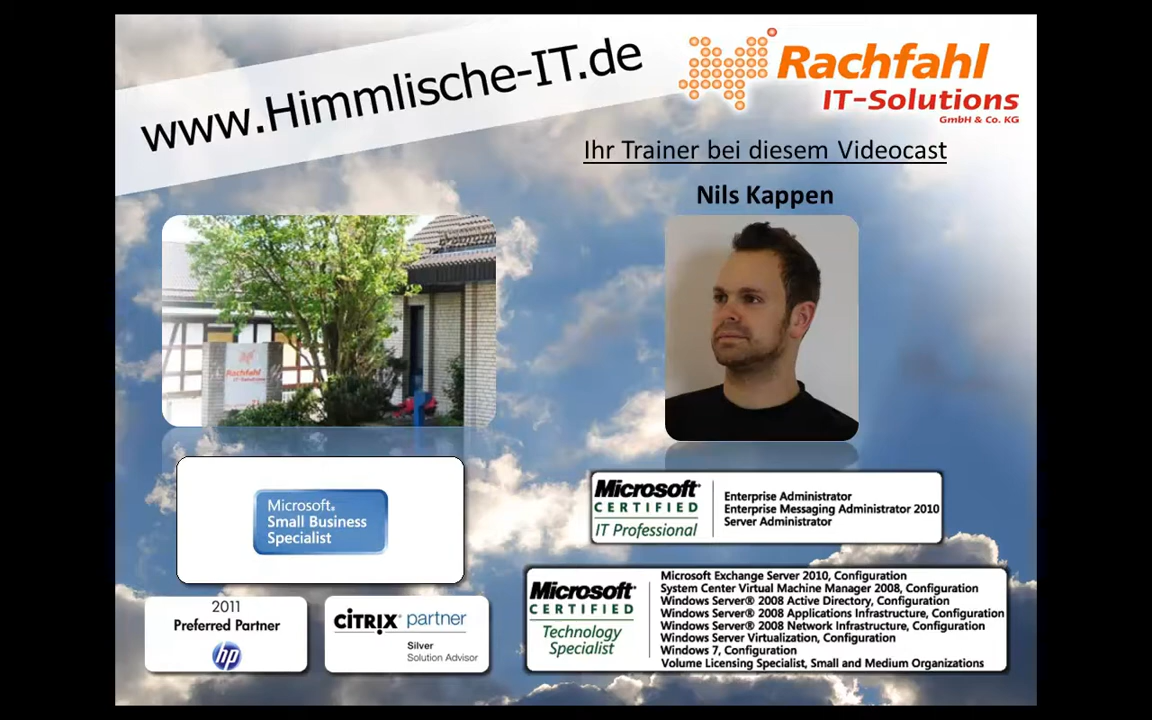 www.Himmlische-IT.de
Rachfahl
IT-Solutions
GmbH & Co. KG
Ihr Trainer bei diesem Videocast
Nils Kappen
Rachfahl
IT-Solutions
Microsoft®
Small Business
Specialist
2011
Preferred Partner
hp
CITRIX® partner
Silver
Solution Advisor
Microsoft®
CERTIFIED
IT Professional
Enterprise Administrator
Enterprise Messaging Administrator 2010
Server Administrator
Microsoft®
CERTIFIED
Technology
Specialist
Microsoft Exchange Server 2010, Configuration
System Center Virtual Machine Manager 2008, Configuration
Windows Server® 2008 Active Directory, Configuration
Windows Server® 2008 Applications Infrastructure, Configuration
Windows Server® 2008 Network Infrastructure, Configuration
Windows Server Virtualization, Configuration
Windows 7, Configuration
Volume Licensing Specialist, Small and Medium Organizations